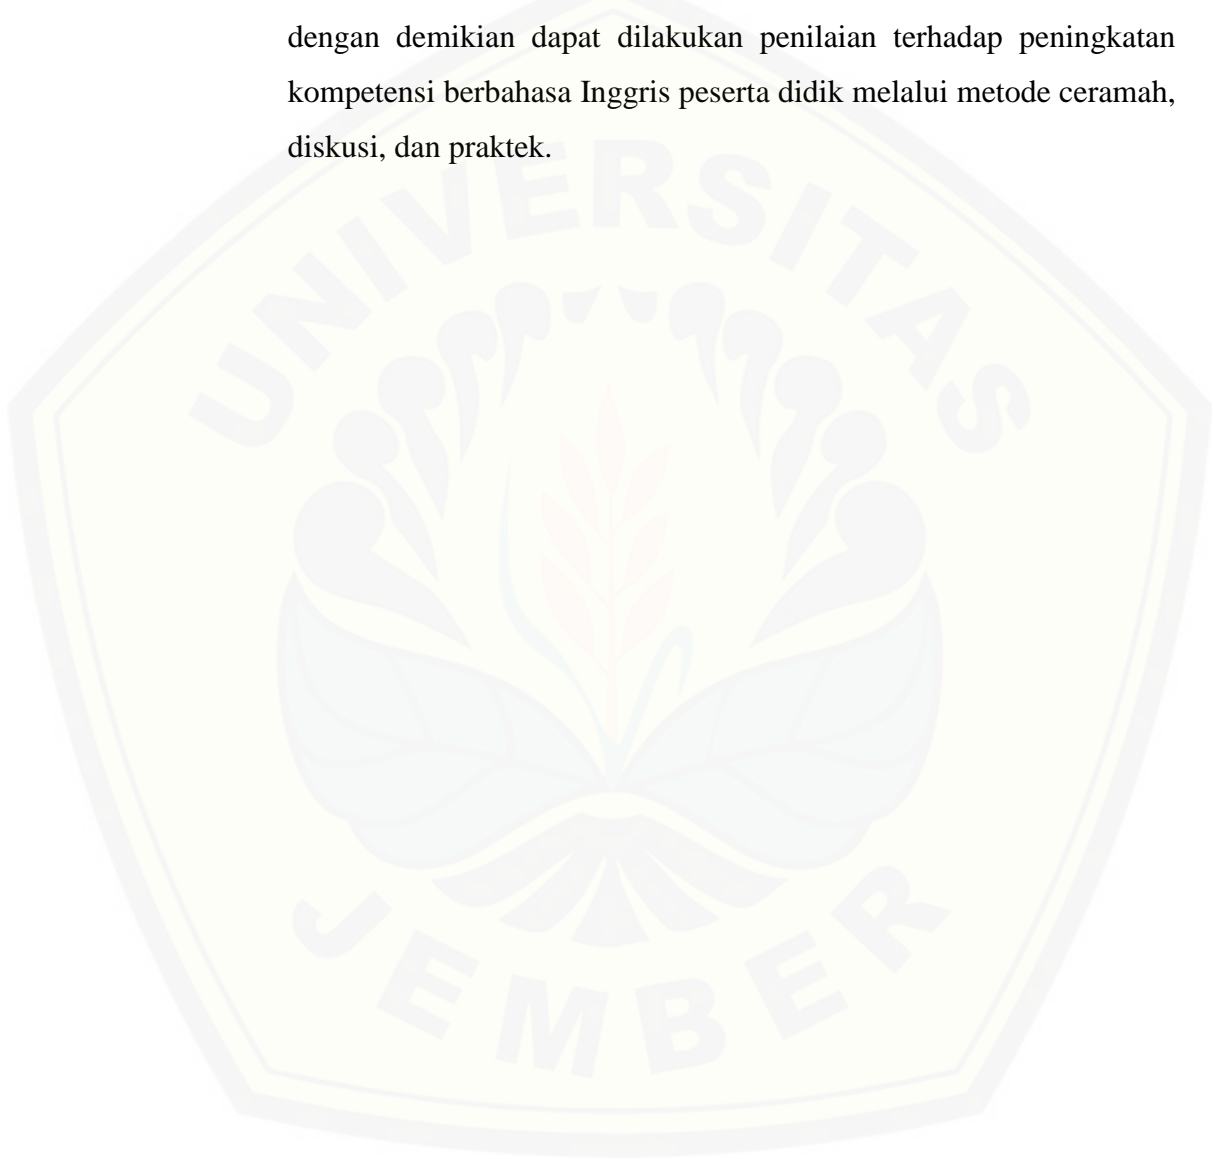 dengan demikian dapat dilakukan penilaian terhadap peningkatan
kompetensi berbahasa Inggris peserta didik melalui metode ceramah,
diskusi, dan praktek.
UNIVERSITAS
JEMBER